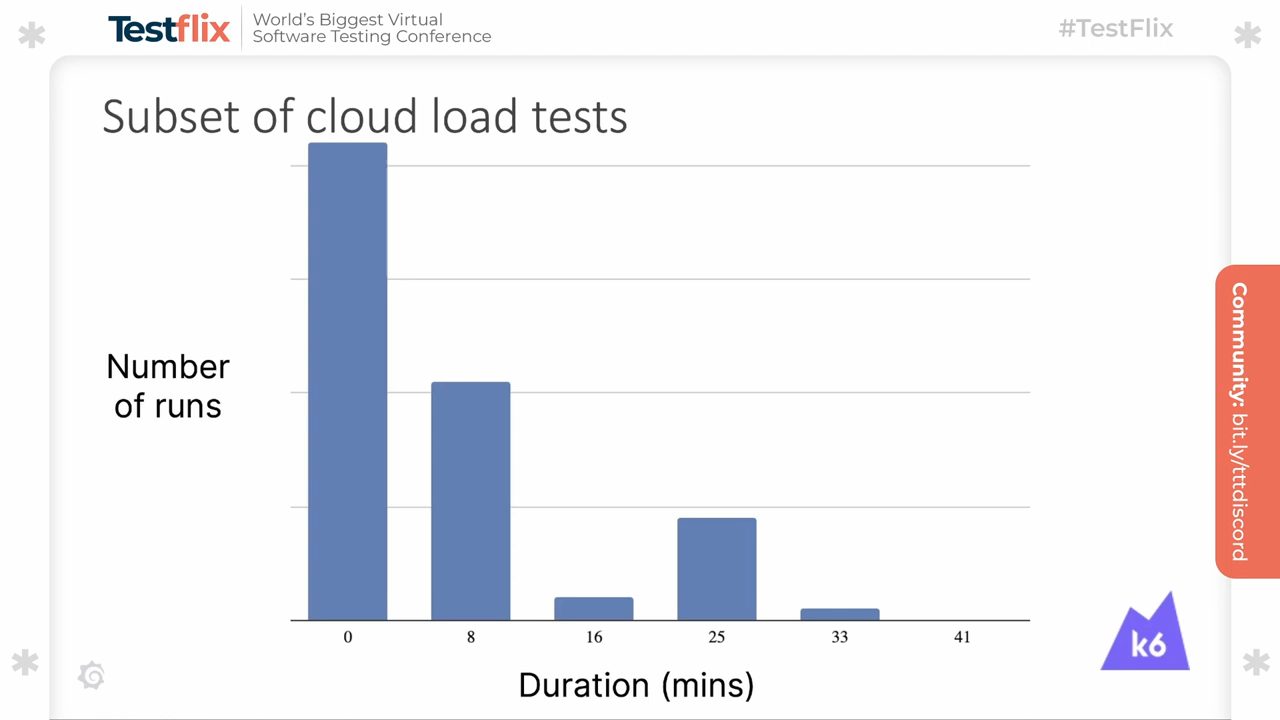 Testflix
World's Biggest Virtual
Software Testing Conference
#TestFlix
Subset of cloud load tests
Number
of runs
0 8 16 25 33 41
Duration (mins)
Community: bit.ly/tttdiscord
k6